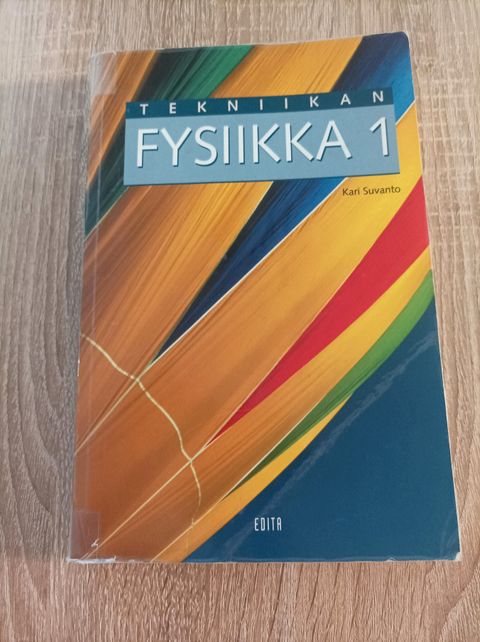 TEKNIIKAN
FYSIIKKA 1
Kari Suvanto
EDITA